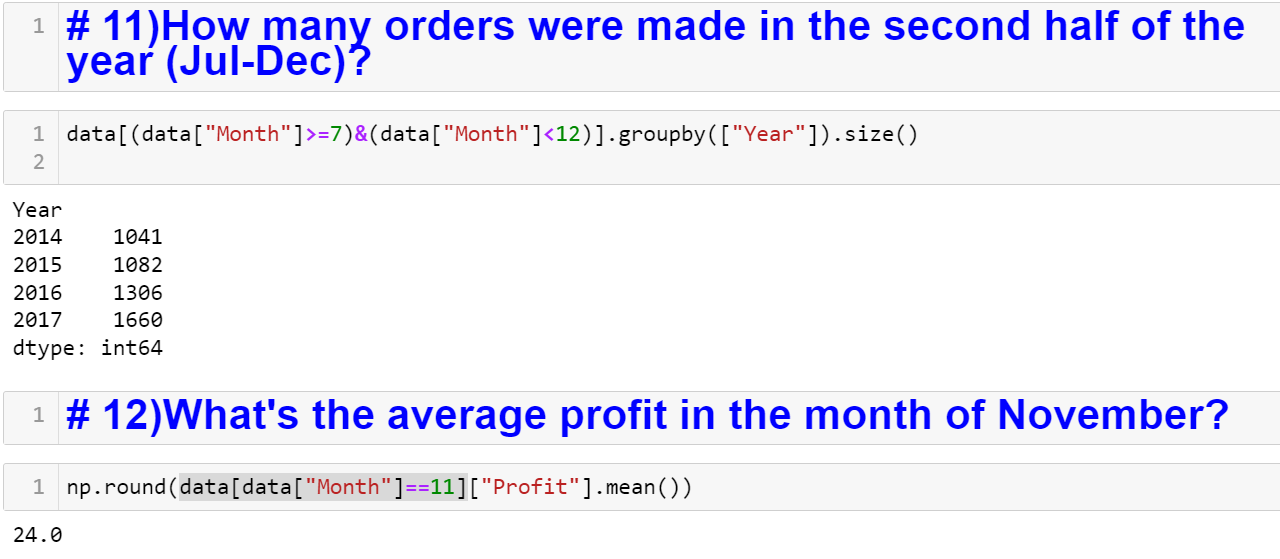 1 # 11)How many orders were made in the second half of the
year (Jul-Dec)?
1 data[(data["Month"]>=7)&(data["Month"]<12)].groupby(["Year"]).size()
2
Year
2014    1041
2015    1082
2016    1306
2017    1660
dtype: int64
1 # 12)What's the average profit in the month of November?
1 np.round(data[data["Month"]==11]["Profit"].mean())
24.0